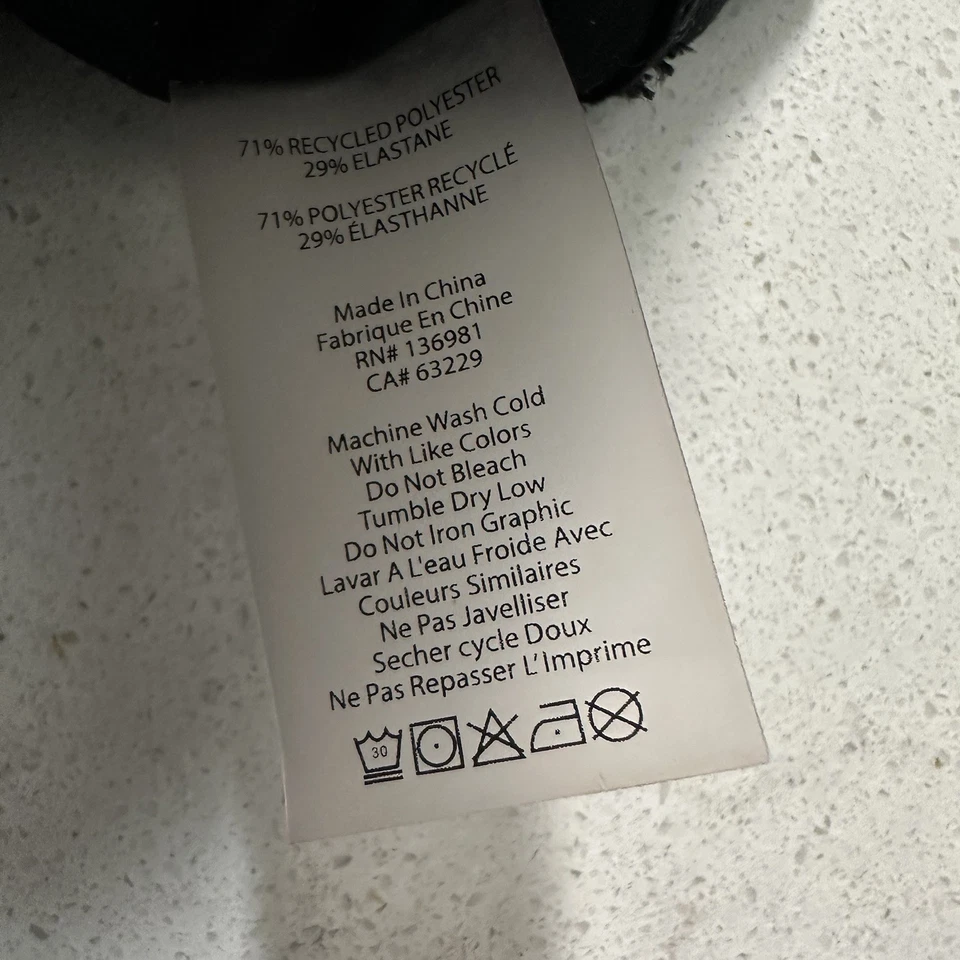 71% RECYCLED POLYESTER
29% ELASTANE
71% POLYESTER RECYCLÉ
29% ÉLASTHANNE
Made In China
Fabrique En Chine
RN# 136981
CA# 63229
Machine Wash Cold
With Like Colors
Do Not Bleach
Tumble Dry Low
Do Not Iron Graphic
Lavar A L'eau Froide Avec
Couleurs Similaires
Ne Pas Javelliser
Secher cycle Doux
Ne Pas Repasser L'Imprime
30